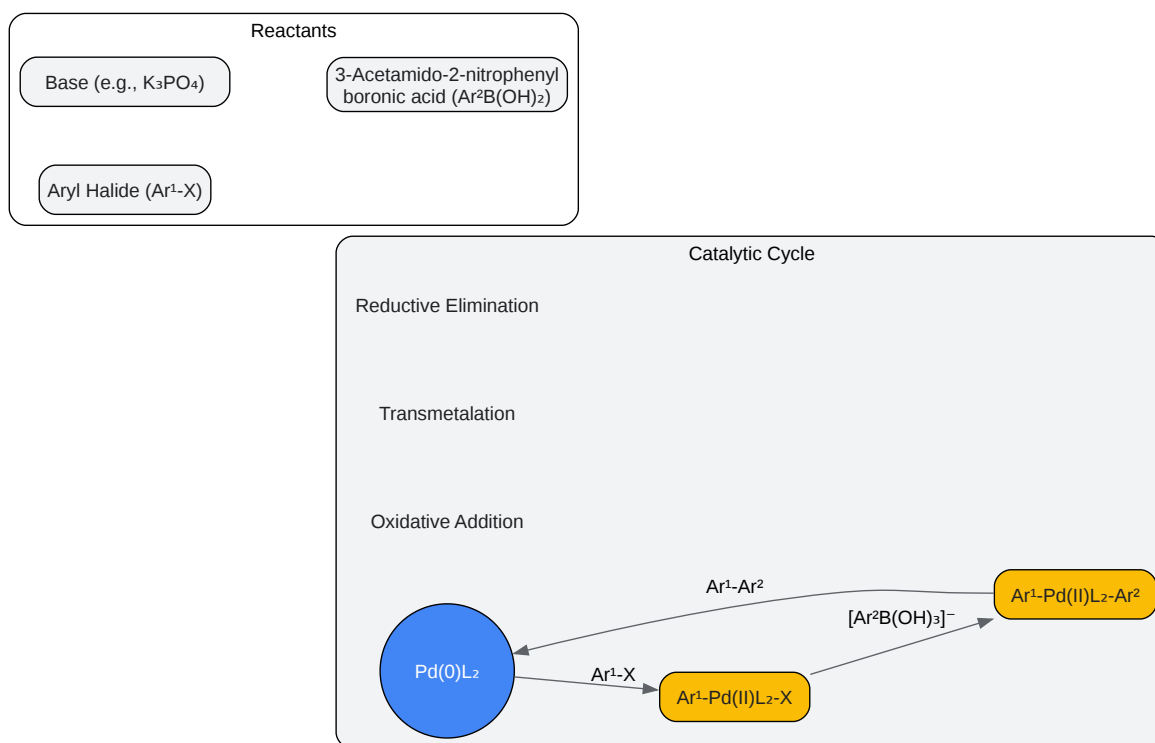 Reactants
Base (e.g., K₃PO₄)
3-Acetamido-2-nitrophenyl
boronic acid (Ar²B(OH)₂)
Aryl Halide (Ar¹-X)
Catalytic Cycle
Reductive Elimination
Transmetalation
Oxidative Addition
Ar¹-Ar²
Ar¹-Pd(II)L₂-Ar²
[Ar²B(OH)₃]⁻
Pd(0)L₂
Ar¹-X
Ar¹-Pd(II)L₂-X